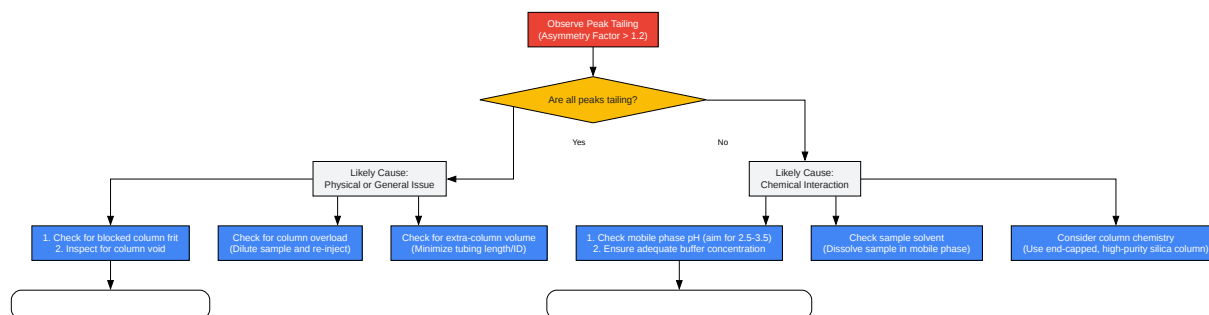 Observe Peak Tailing
(Asymmetry Factor > 1.2)
Are all peaks tailing?
Yes
No
Likely Cause:
Physical or General Issue
Likely Cause:
Chemical Interaction
1. Check for blocked column frit
2. Inspect for column void
Check for column overload
(Dilute sample and re-inject)
Check for extra-column volume
(Minimize tubing length/ID)
1. Check mobile phase pH (aim for 2.5-3.5)
2. Ensure adequate buffer concentration
Check sample solvent
(Dissolve sample in mobile phase)
Consider column chemistry
(Use end-capped, high-purity silica column)